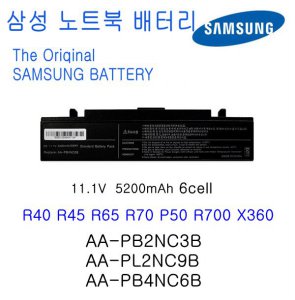 삼성 노트북 배터리
SAMSUNG
The Original
SAMSUNG BATTERY
11.1V 5200mAh 6cell
R40 R45 R65 R70 P50 R700 X360
AA-PB2NC3B
AA-PL2NC9B
AA-PB4NC6B